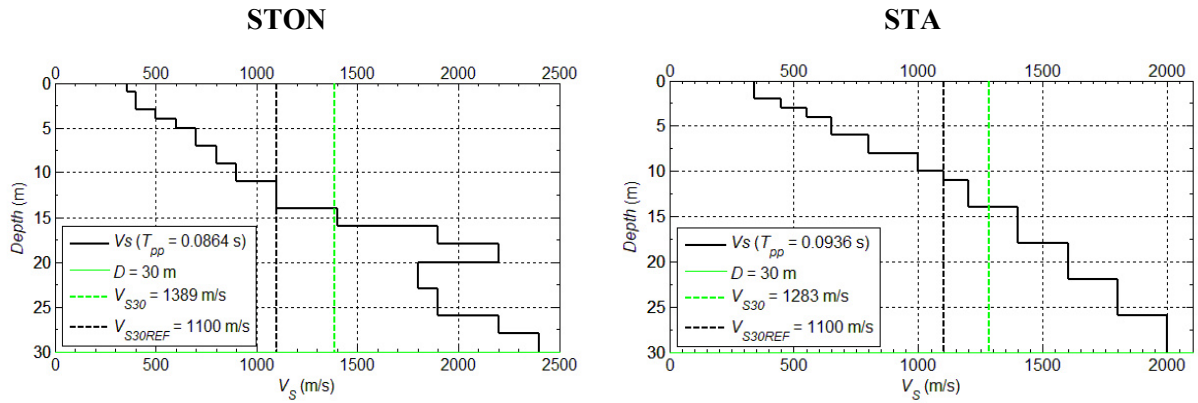 STON
STA
0 500 1000 1500 2000 2500
0 500 1000 1500 2000
0
5
10
15
20
25
30
Depth (m)
Vs (Tpp = 0.0864 s)
D = 30 m
VS30 = 1389 m/s
VS30REF = 1100 m/s
0 500 1000 1500 2000 2500
VS (m/s)
0
5
10
15
20
25
30
Depth (m)
Vs (Tpp = 0.0936 s)
D = 30 m
VS30 = 1283 m/s
VS30REF = 1100 m/s
0 500 1000 1500 2000
VS (m/s)